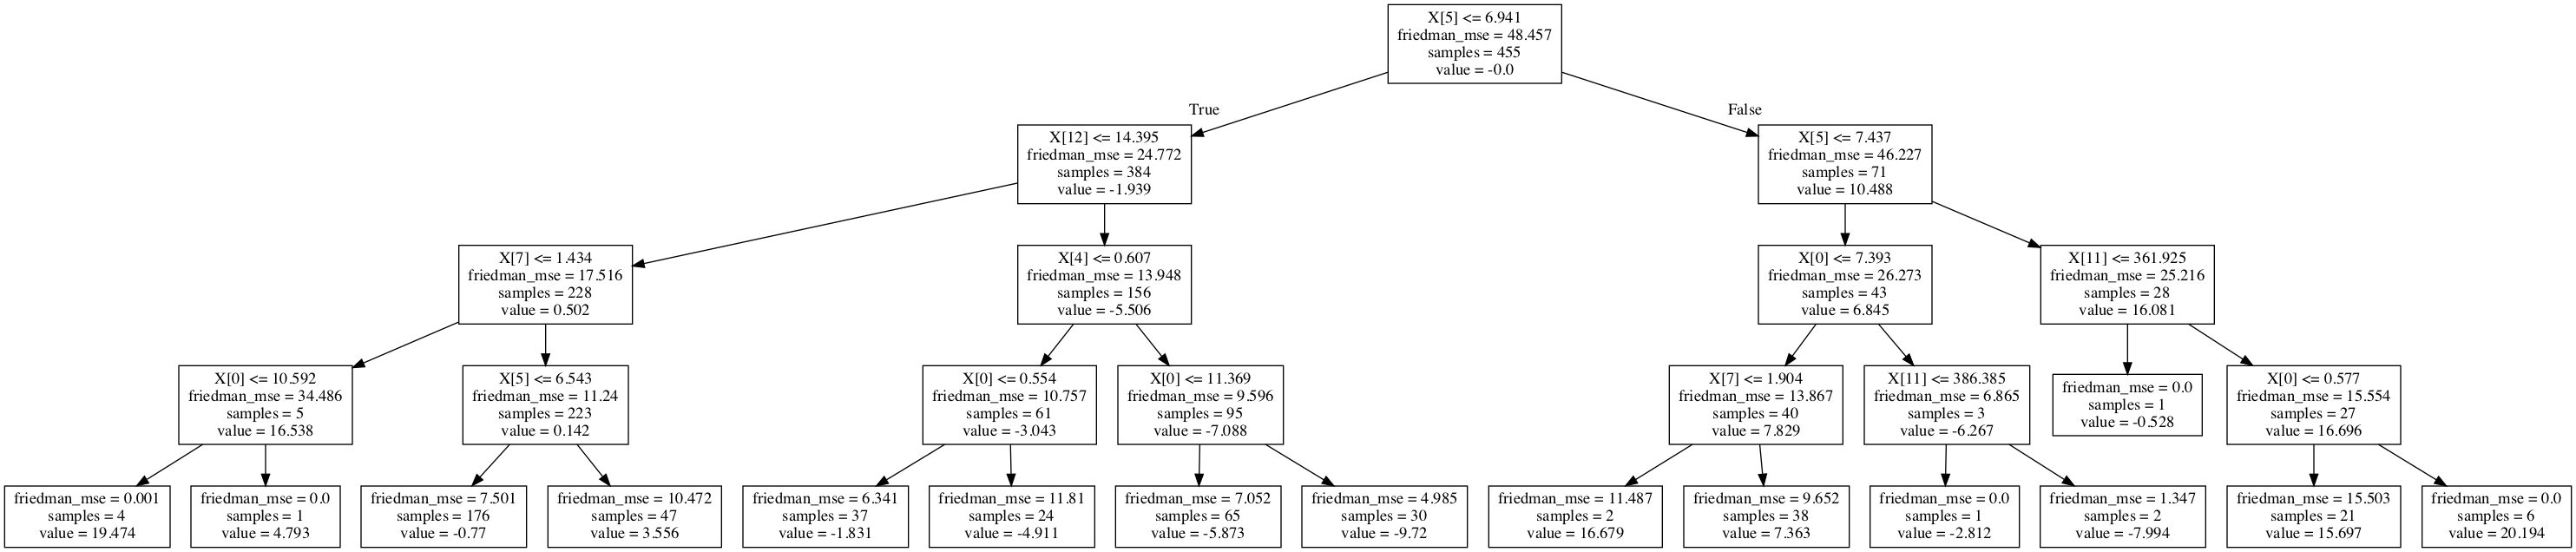 X[5] <= 6.941
friedman_mse = 48.457
samples = 455
value = -0.0
True
False
X[12] <= 14.395
friedman_mse = 24.772
samples = 384
value = -1.939
X[5] <= 7.437
friedman_mse = 46.227
samples = 71
value = 10.488
X[7] <= 1.434
friedman_mse = 17.516
samples = 228
value = 0.502
X[4] <= 0.607
friedman_mse = 13.948
samples = 156
value = -5.506
X[0] <= 7.393
friedman_mse = 26.273
samples = 43
value = 6.845
X[11] <= 361.925
friedman_mse = 25.216
samples = 28
value = 16.081
X[0] <= 10.592
friedman_mse = 34.486
samples = 5
value = 16.538
X[5] <= 6.543
friedman_mse = 11.24
samples = 223
value = 0.142
X[0] <= 0.554
friedman_mse = 10.757
samples = 61
value = -3.043
X[0] <= 11.369
friedman_mse = 9.596
samples = 95
value = -7.088
X[7] <= 1.904
friedman_mse = 13.867
samples = 40
value = 7.829
X[11] <= 386.385
friedman_mse = 6.865
samples = 3
value = -6.267
friedman_mse = 0.0
samples = 1
value = -0.528
X[0] <= 0.577
friedman_mse = 15.554
samples = 27
value = 16.696
friedman_mse = 0.001
samples = 4
value = 19.474
friedman_mse = 0.0
samples = 1
value = 4.793
friedman_mse = 7.501
samples = 176
value = -0.77
friedman_mse = 10.472
samples = 47
value = 3.556
friedman_mse = 6.341
samples = 37
value = -1.831
friedman_mse = 11.81
samples = 24
value = -4.911
friedman_mse = 7.052
samples = 65
value = -5.873
friedman_mse = 4.985
samples = 30
value = -9.72
friedman_mse = 11.487
samples = 2
value = 16.679
friedman_mse = 9.652
samples = 38
value = 7.363
friedman_mse = 0.0
samples = 1
value = -2.812
friedman_mse = 1.347
samples = 2
value = -7.994
friedman_mse = 15.503
samples = 21
value = 15.697
friedman_mse = 0.0
samples = 6
value = 20.194